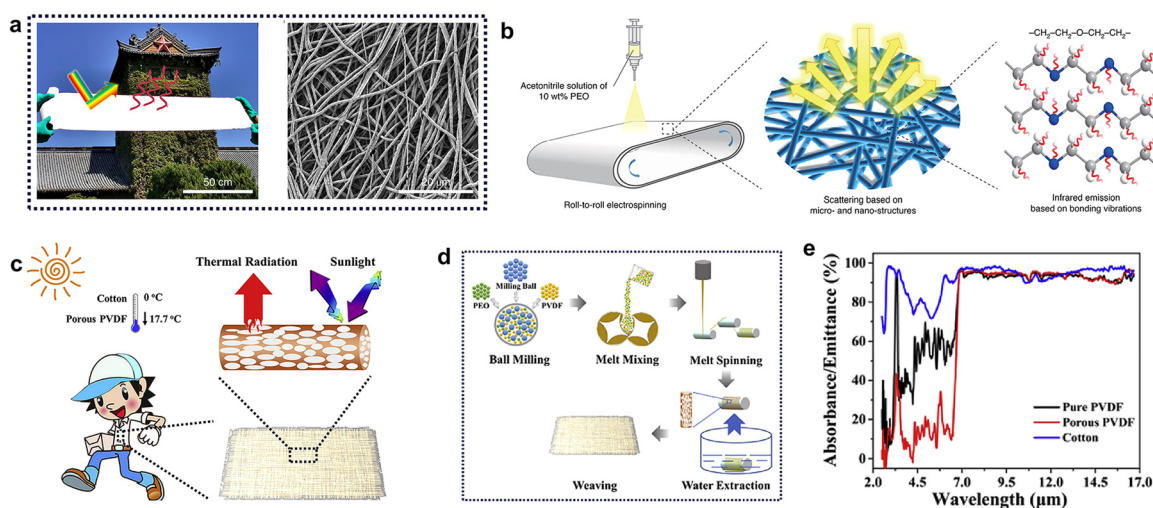 a
50 cm
20 µm
b
Acetonitrile solution of
10 wt% PEO
Roll-to-roll electrospinning
Scattering based on
micro- and nano-structures
–CH₂–CH₂–O–CH₂–CH₂–
Infrared emission
based on bonding vibrations
c
Thermal Radiation
Sunlight
Cotton 0 °C
Porous PVDF 17.7 °C
d
Milling Ball
PEO
PVDF
Ball Milling
Melt Mixing
Melt Spinning
Weaving
Water Extraction
e
Absorbance/Emittance (%)
100
80
60
40
20
0
Pure PVDF
Porous PVDF
Cotton
2.0 4.5 7.0 9.5 12.0 14.5 17.0
Wavelength (µm)